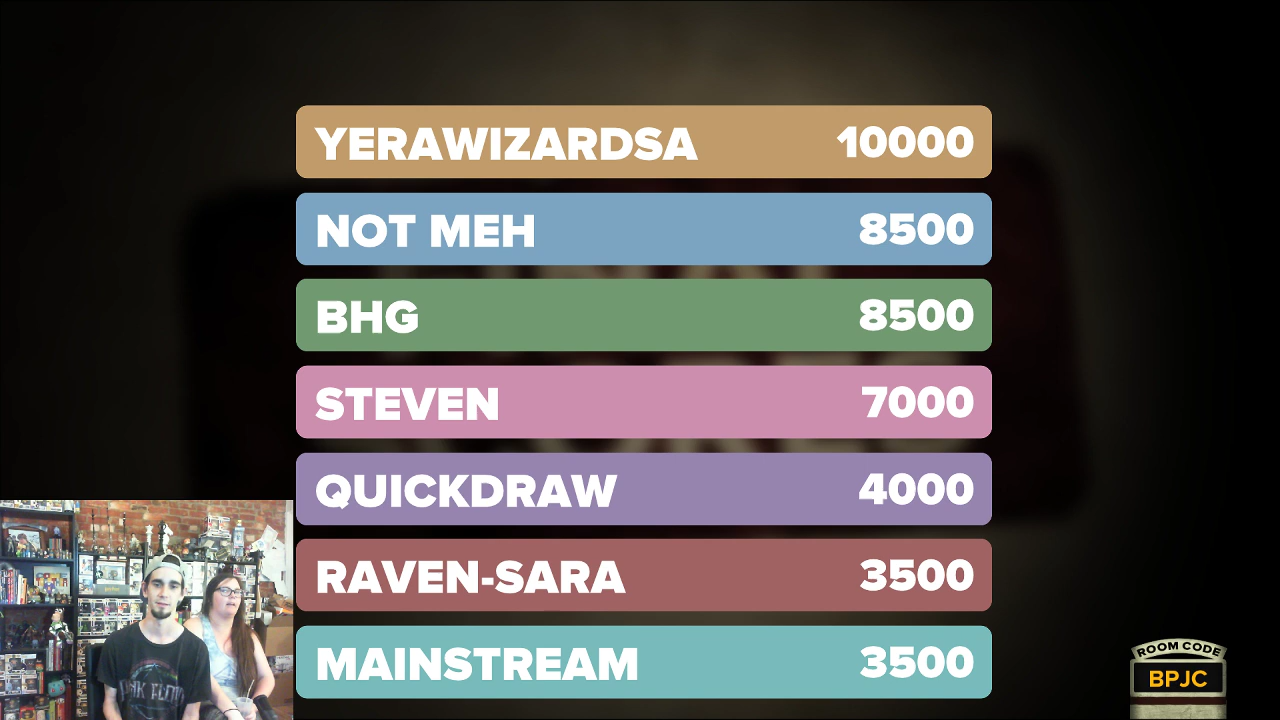 YERAWIZARDSA 10000
NOT MEH 8500
BHG 8500
STEVEN 7000
QUICKDRAW 4000
RAVEN-SARA 3500
MAINSTREAM 3500
ROOM CODE
BPJC